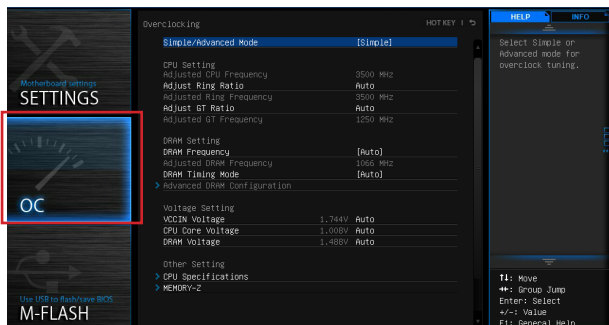 Motherboard settings
SETTINGS
OC
Use USB to flash/save BIOS
M-FLASH
Overclocking
HOT KEY |
Simple/Advanced Mode [Simple]
CPU Setting
Adjusted CPU Frequency 3500 MHz
Adjust Ring Ratio Auto
Adjusted Ring Frequency 3500 MHz
Adjust GT Ratio Auto
Adjusted GT Frequency 1250 MHz
DRAM Setting
DRAM Frequency [Auto]
Adjusted DRAM Frequency 1066 MHz
DRAM Timing Mode [Auto]
> Advanced DRAM Configuration
Voltage Setting
VCCIN Voltage 1.744V Auto
CPU Core Voltage 1.008V Auto
DRAM Voltage 1.488V Auto
Other Setting
> CPU Specifications
> MEMORY-Z
HELP INFO
Select Simple or
Advanced mode for
overclock tuning.
↑↓: Move
→←: Group Jump
Enter: Select
+/-: Value
F1: General Help